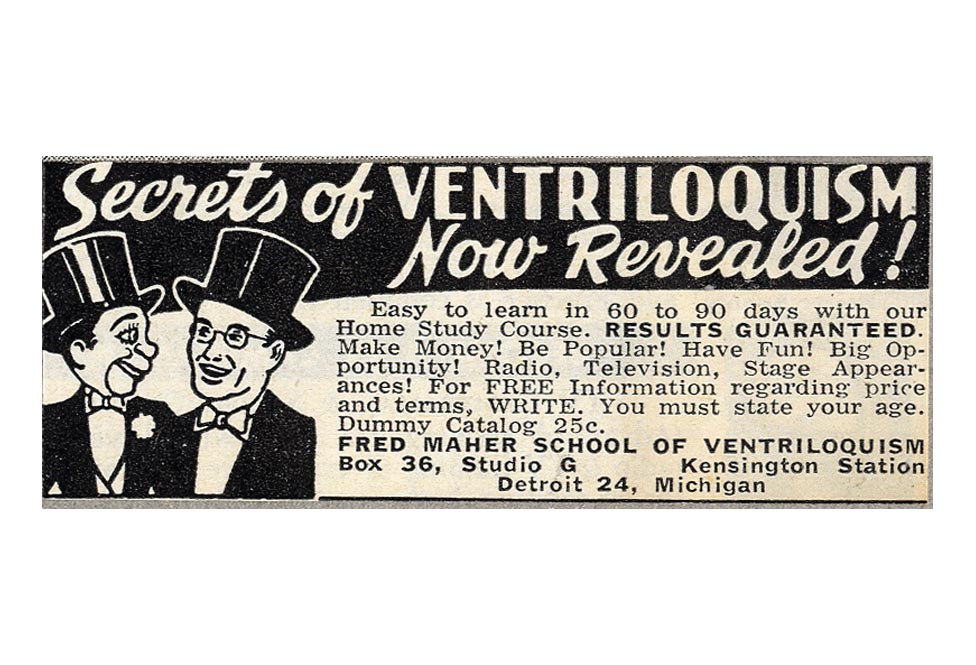 Secrets of VENTRILOQUISM
Now Revealed!
Easy to learn in 60 to 90 days with our
Home Study Course. RESULTS GUARANTEED.
Make Money! Be Popular! Have Fun! Big Op-
portunity! Radio, Television, Stage Appear-
ances! For FREE Information regarding price
and terms, WRITE. You must state your age.
Dummy Catalog 25c.
FRED MAHER SCHOOL OF VENTRILOQUISM
Box 36, Studio G Kensington Station
Detroit 24, Michigan